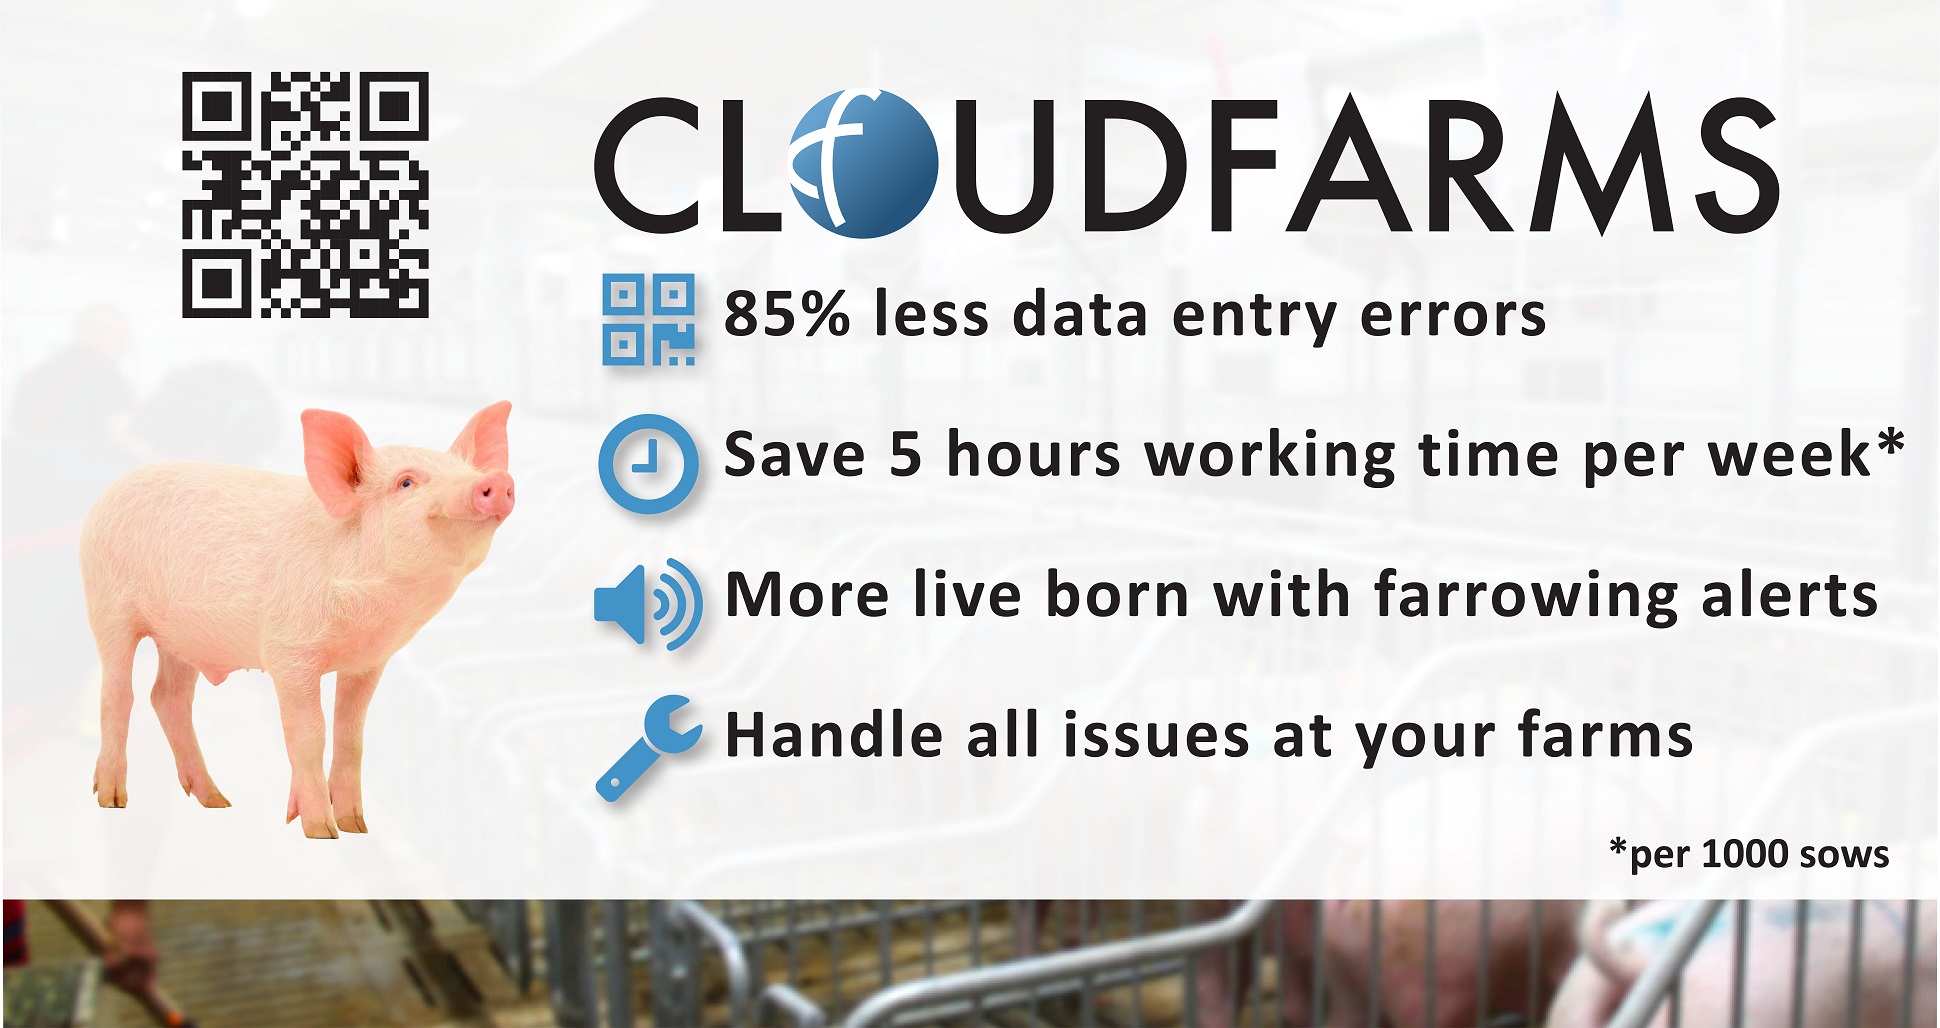 CLOUDFARMS
85% less data entry errors
Save 5 hours working time per week*
More live born with farrowing alerts
Handle all issues at your farms
*per 1000 sows